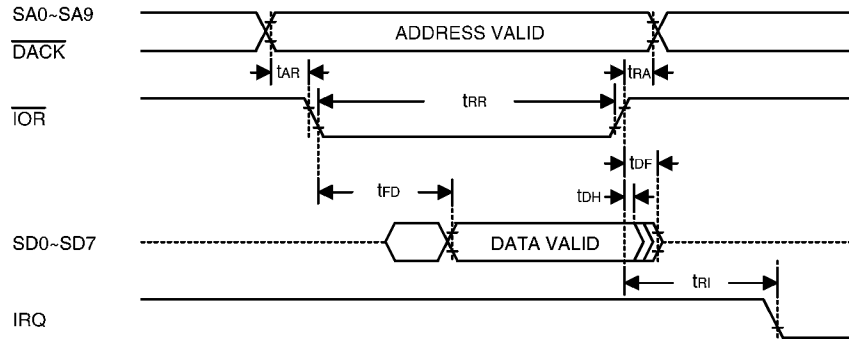 SA0~SA9
DACK
ADDRESS VALID
tAR
tRA
IOR
tRR
tDF
tFD
tDH
SD0~SD7
DATA VALID
tRI
IRQ